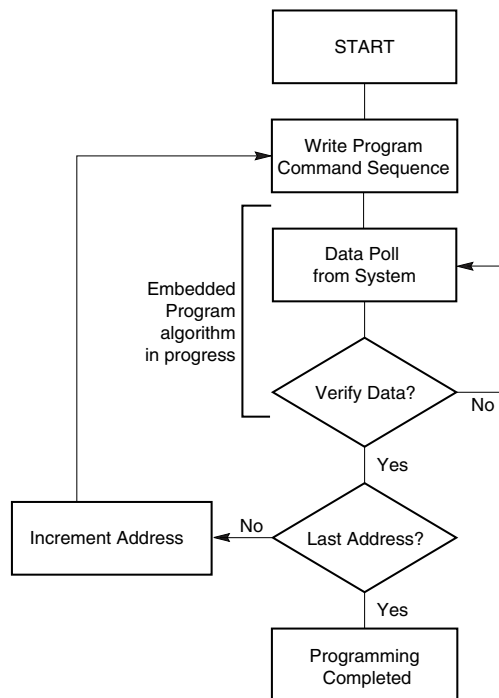 START
Write Program
Command Sequence
Data Poll
from System
Embedded
Program
algorithm
in progress
Verify Data?
No
Yes
No
Increment Address
Last Address?
Yes
Programming
Completed